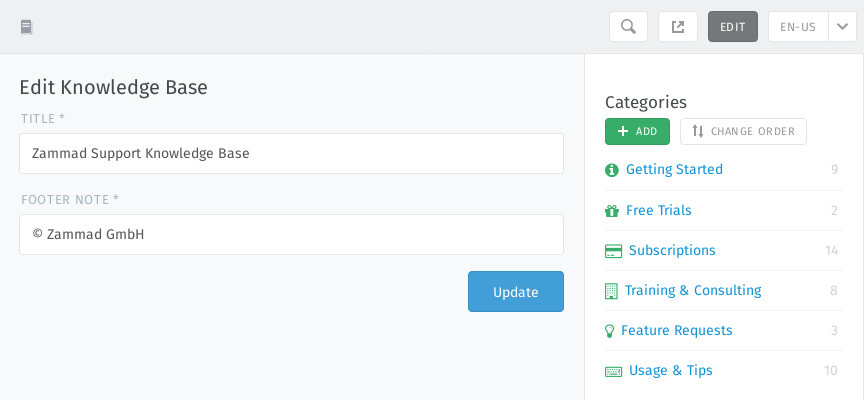 EDIT
EN-US
Edit Knowledge Base
TITLE *
Zammad Support Knowledge Base
FOOTER NOTE *
© Zammad GmbH
Update
Categories
ADD
CHANGE ORDER
Getting Started 9
Free Trials 2
Subscriptions 14
Training & Consulting 8
Feature Requests 3
Usage & Tips 10